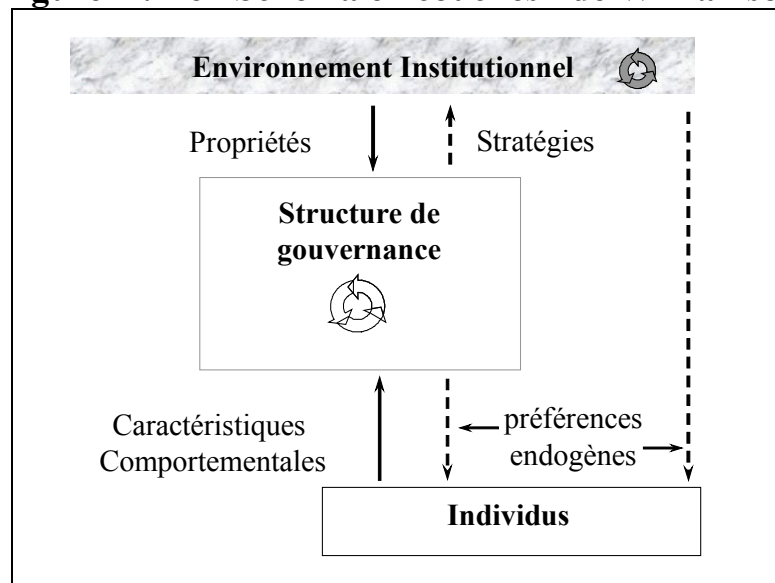 Environnement Institutionnel
Propriétés
Stratégies
Structure de
gouvernance
Caractéristiques
Comportementales
préférences
endogènes
Individus